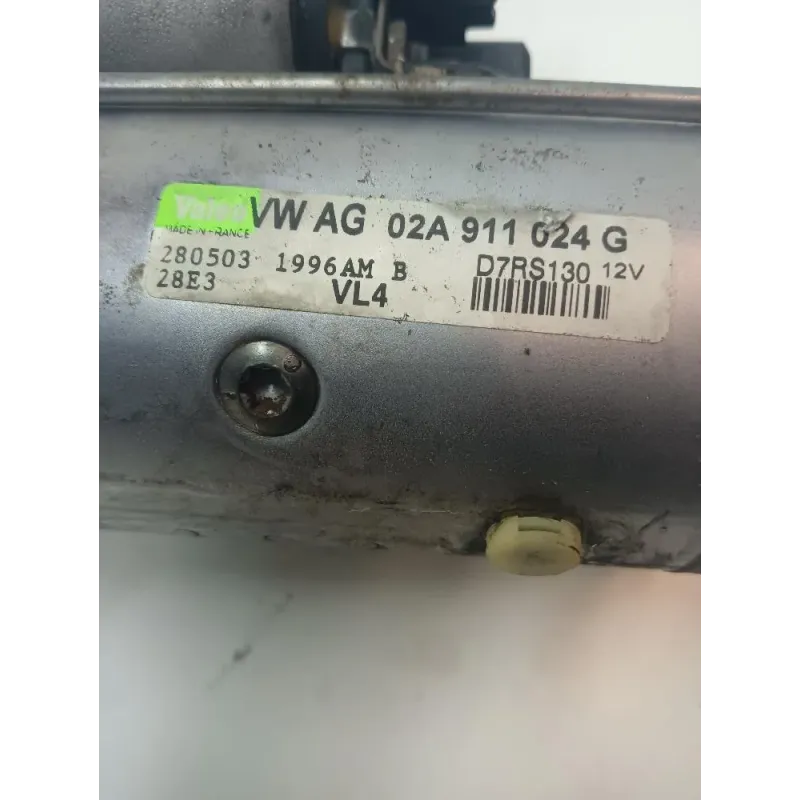 Valeo VW AG 02A 911 024 G
MADE IN FRANCE
280503 1996AM B D7RS130 12V
28E3 VL4